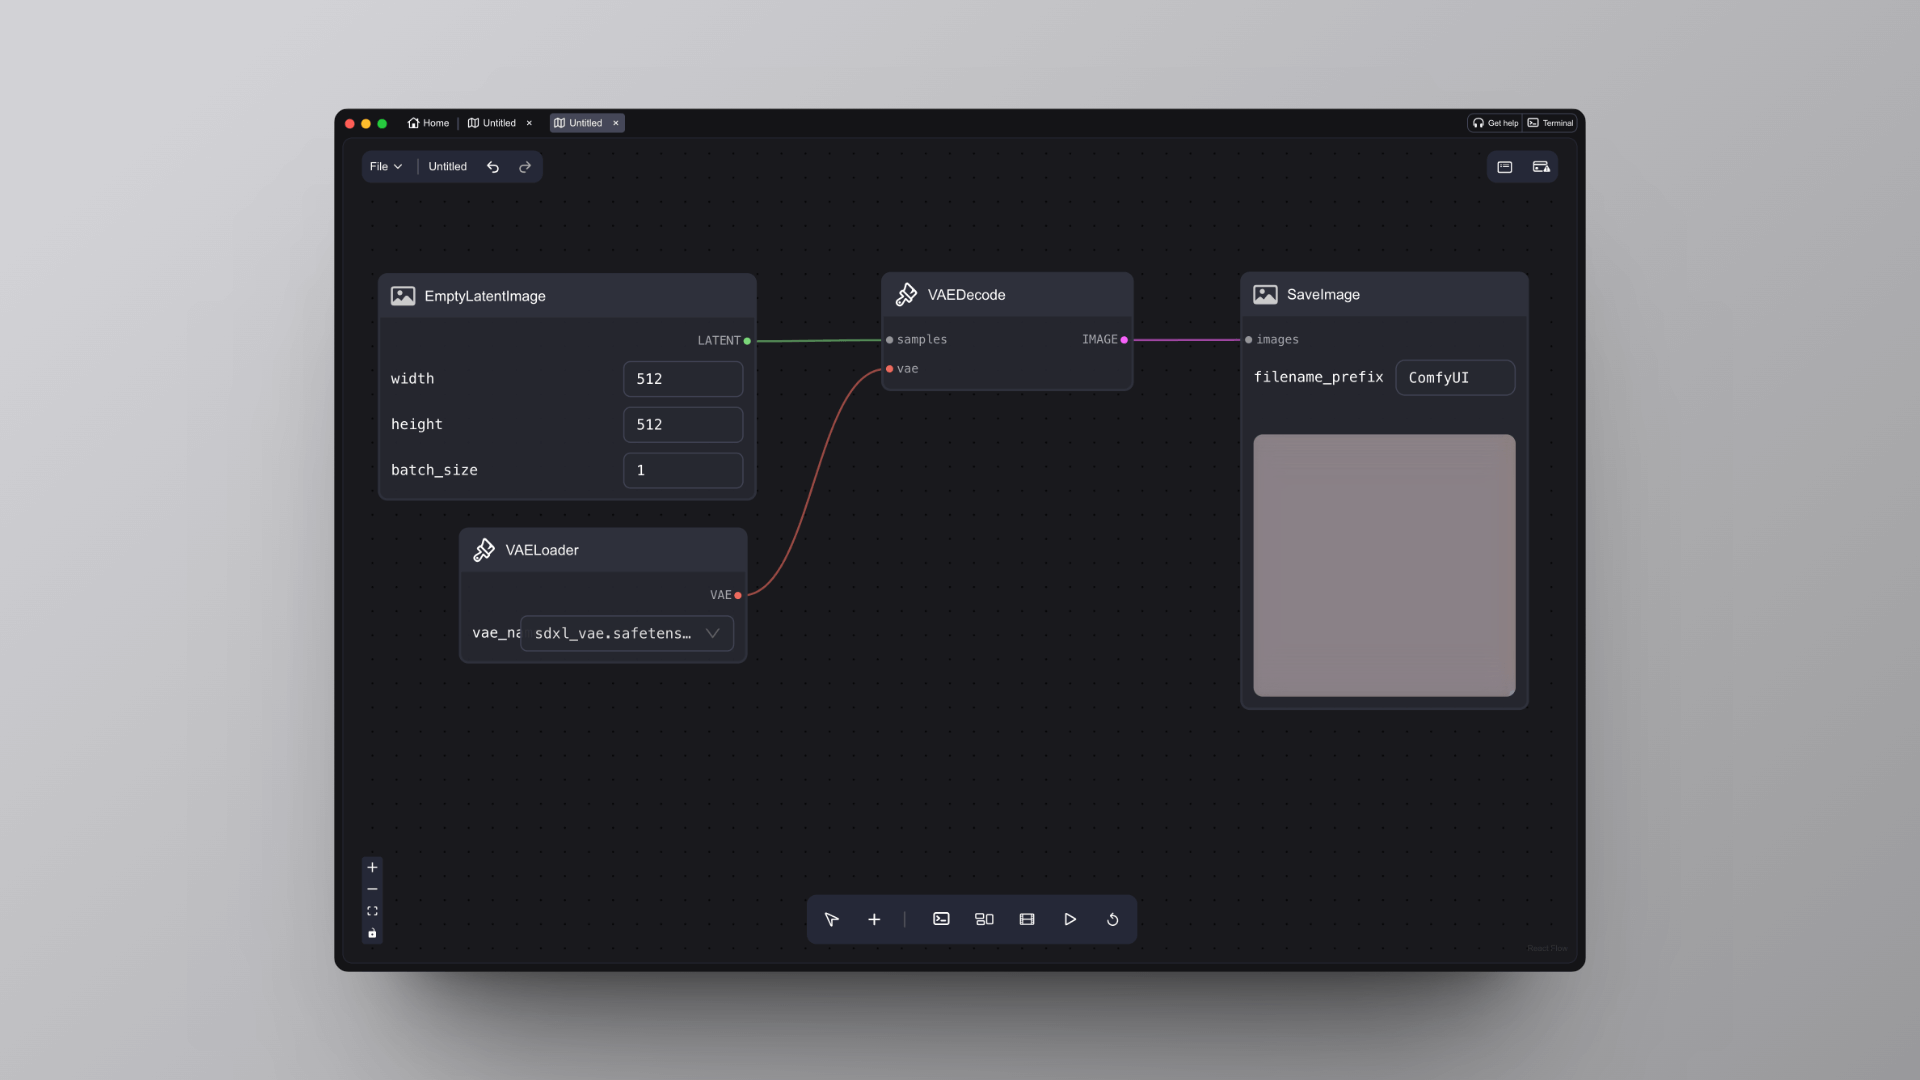 Home
Untitled
Untitled
Get help
Terminal
File
Untitled
EmptyLatentImage
LATENT
width
512
height
512
batch_size
1
VAELoader
VAE
vae_na
sdxl_vae.safetens…
VAEDecode
samples
IMAGE
vae
SaveImage
images
filename_prefix
ComfyUI
React Flow